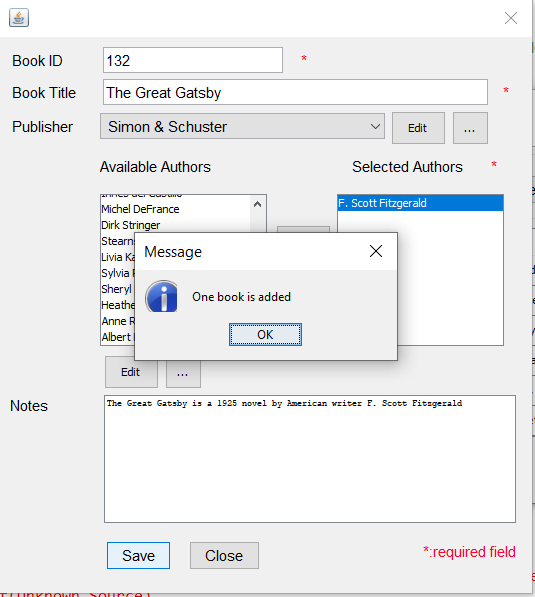 Book ID 132 *
Book Title The Great Gatsby *
Publisher Simon & Schuster Edit ...
Available Authors Selected Authors *
Michel DeFrance
Dirk Stringer
F. Scott Fitzgerald
Message
One book is added
OK
Edit ...
Notes
The Great Gatsby is a 1925 novel by American writer F. Scott Fitzgerald
Save Close
*:required field